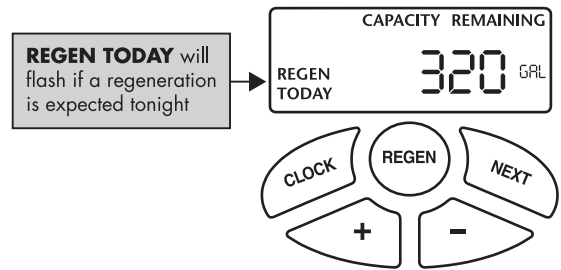 CAPACITY REMAINING
REGEN TODAY will
flash if a regeneration
is expected tonight
REGEN
TODAY
320 GAL
CLOCK
REGEN
NEXT
+
-